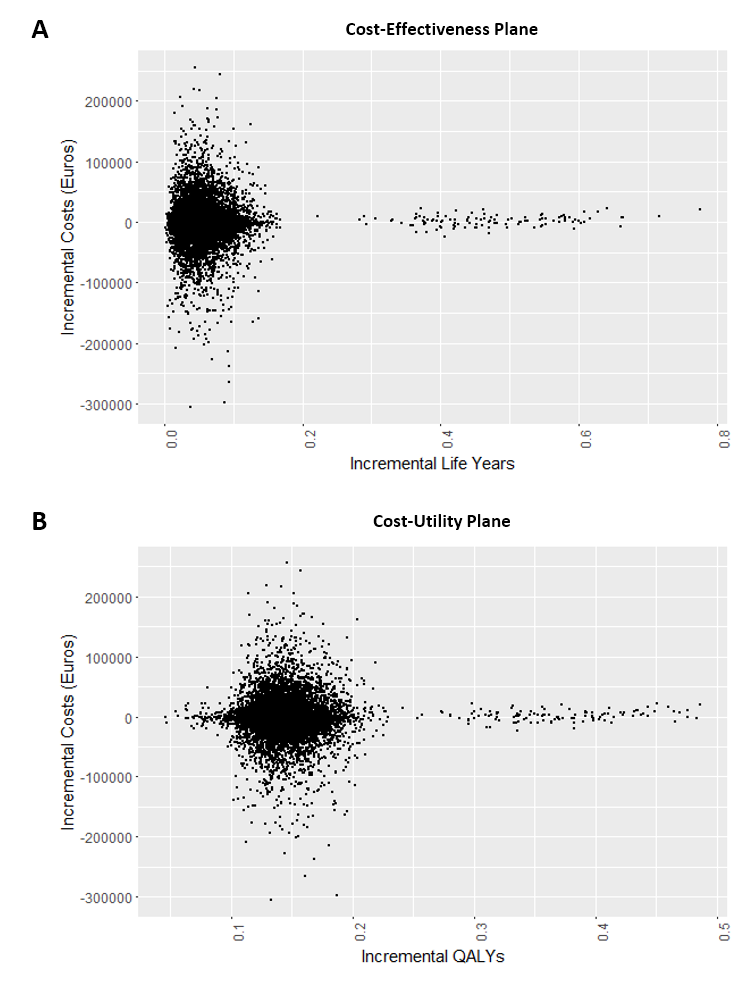 A
Cost-Effectiveness Plane
Incremental Costs (Euros)
200000
100000
0
-100000
-200000
-300000
0.0
0.2
0.4
0.6
0.8
Incremental Life Years
B
Cost-Utility Plane
Incremental Costs (Euros)
200000
100000
0
-100000
-200000
-300000
0.1
0.2
0.3
0.4
0.5
Incremental QALYs